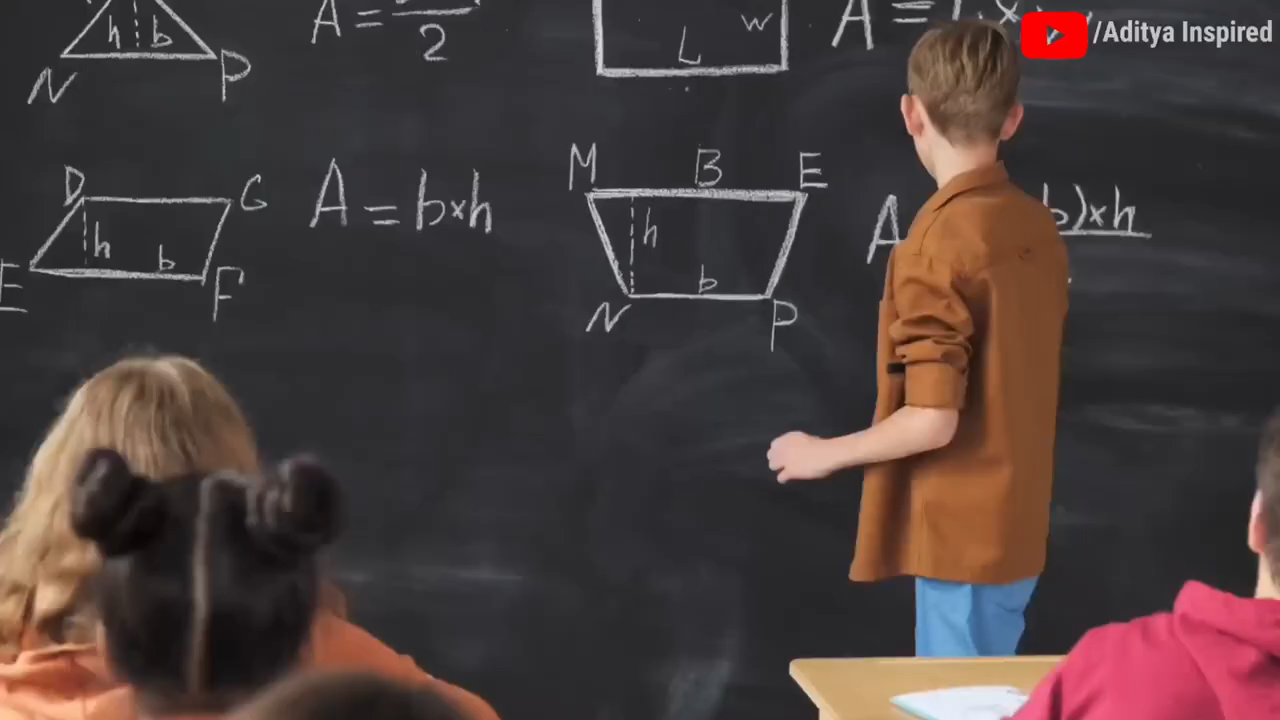 /Aditya Inspired
h b
N P
A = 2
L W
A = L x
D G
h b
E F
A = b×h
M B E
h
b
N P
A b)×h